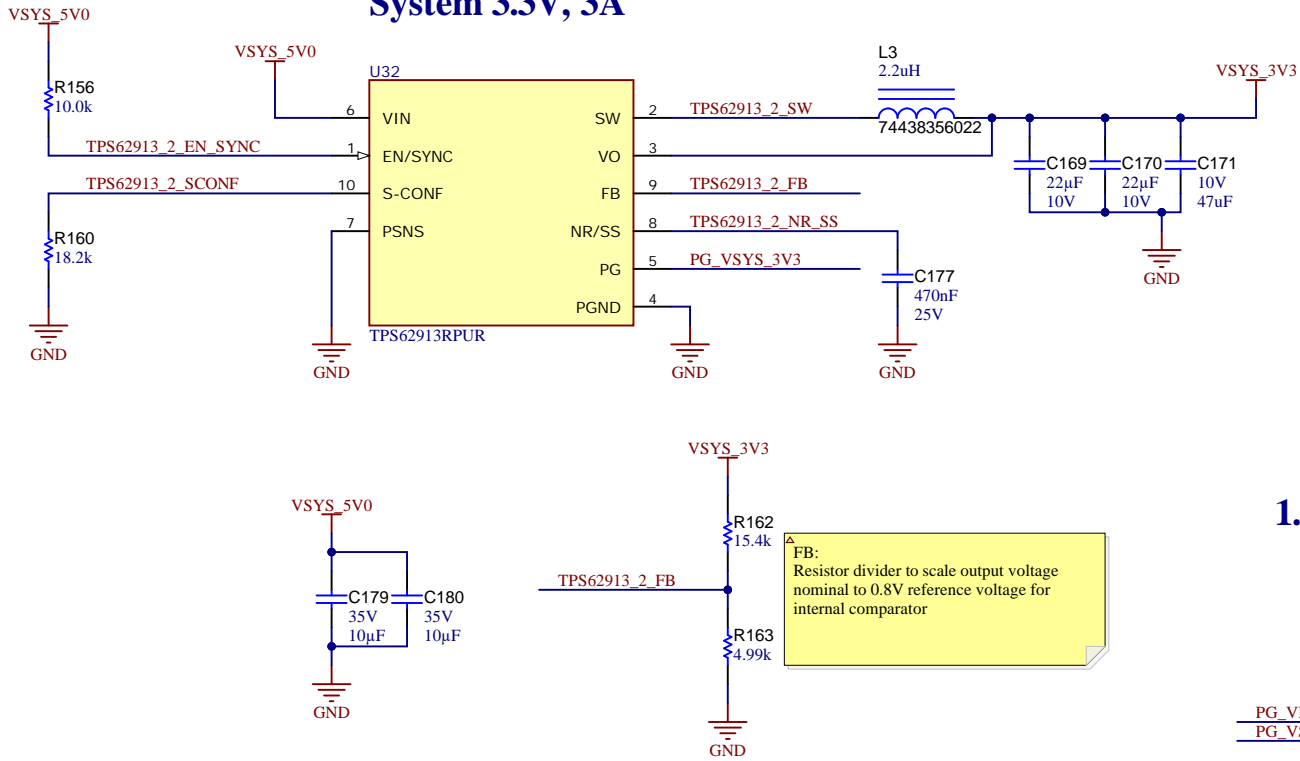 System 3.3V, 3A
VSYS_5V0
R156
10.0k
VSYS_5V0
U32
6
VIN
TPS62913_2_EN_SYNC
1
EN/SYNC
TPS62913_2_SCONF
10
S-CONF
7
PSNS
R160
18.2k
GND
GND
SW
2
TPS62913_2_SW
VO
3
FB
9
TPS62913_2_FB
NR/SS
8
TPS62913_2_NR_SS
PG
5
PG_VSYS_3V3
PGND
4
TPS62913RPUR
GND
L3
2.2uH
74438356022
VSYS_3V3
C169
22µF
10V
C170
22µF
10V
C171
10V
47uF
GND
C177
470nF
25V
GND
VSYS_5V0
C179
35V
10µF
C180
35V
10µF
GND
VSYS_3V3
R162
15.4k
TPS62913_2_FB
R163
4.99k
GND
FB:
Resistor divider to scale output voltage
nominal to 0.8V reference voltage for
internal comparator
1.